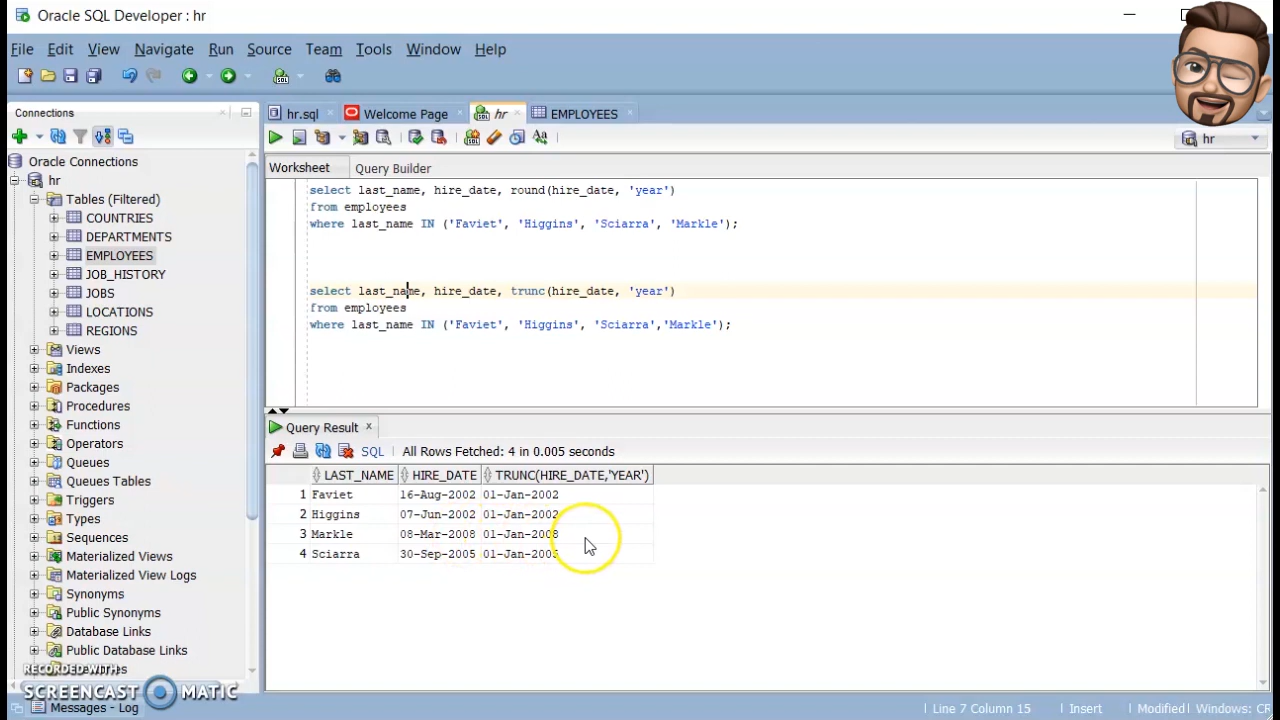 Oracle SQL Developer : hr
File Edit View Navigate Run Source Team Tools Window Help
Connections
hr.sql Welcome Page hr EMPLOYEES
hr
Worksheet Query Builder
Oracle Connections
hr
Tables (Filtered)
COUNTRIES
DEPARTMENTS
EMPLOYEES
JOB_HISTORY
JOBS
LOCATIONS
REGIONS
Views
Indexes
Packages
Procedures
Functions
Operators
Queues
Queues Tables
Triggers
Types
Sequences
Materialized Views
Materialized View Logs
Synonyms
Public Synonyms
Database Links
Public Database Links
select last_name, hire_date, round(hire_date, 'year')
from employees
where last_name IN ('Faviet', 'Higgins', 'Sciarra', 'Markle');
select last_name, hire_date, trunc(hire_date, 'year')
from employees
where last_name IN ('Faviet', 'Higgins', 'Sciarra','Markle');
Query Result
SQL All Rows Fetched: 4 in 0.005 seconds
LAST_NAME HIRE_DATE TRUNC(HIRE_DATE,'YEAR')
1 Faviet 16-Aug-2002 01-Jan-2002
2 Higgins 07-Jun-2002 01-Jan-2002
3 Markle 08-Mar-2008 01-Jan-2008
4 Sciarra 30-Sep-2005 01-Jan-2005
RECORDED WITH
SCREENCAST MATIC
Messages - Log
Line 7 Column 15 Insert Modified Windows: CR